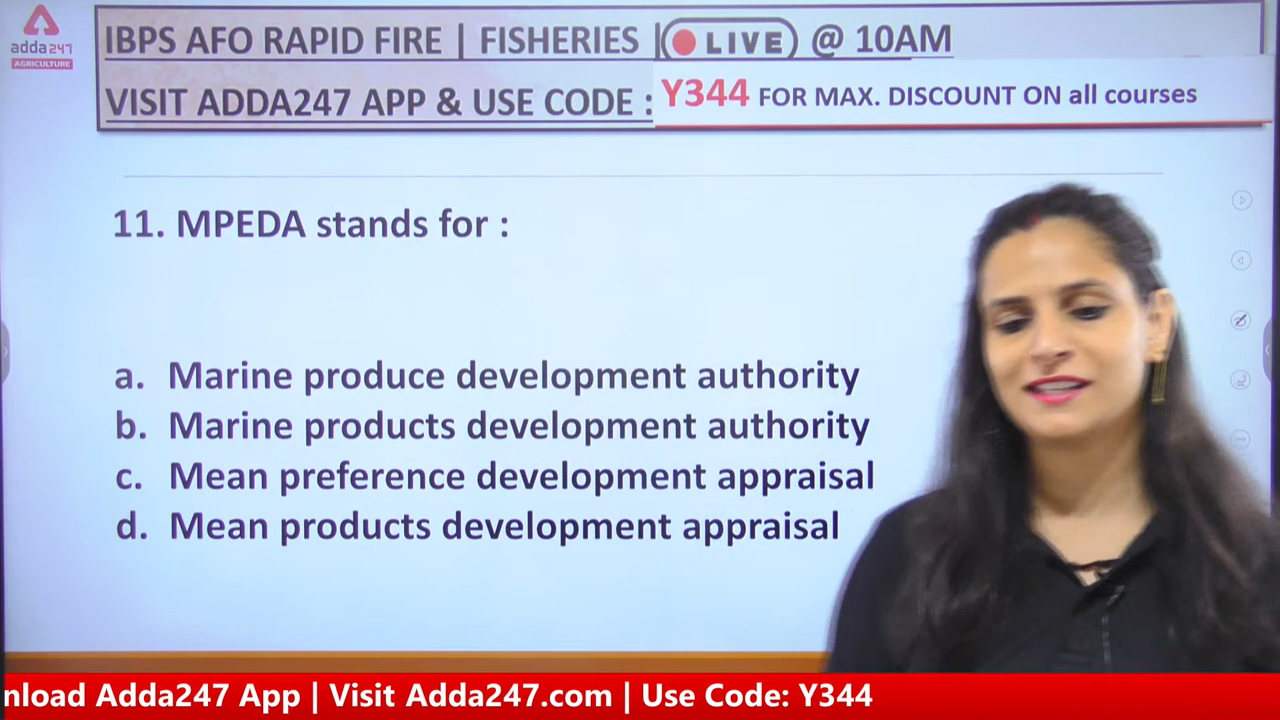 adda247
AGRICULTURE
IBPS AFO RAPID FIRE | FISHERIES | LIVE @ 10AM
VISIT ADDA247 APP & USE CODE : Y344 FOR MAX. DISCOUNT ON all courses
11. MPEDA stands for :
a. Marine produce development authority
b. Marine products development authority
c. Mean preference development appraisal
d. Mean products development appraisal
nload Adda247 App | Visit Adda247.com | Use Code: Y344